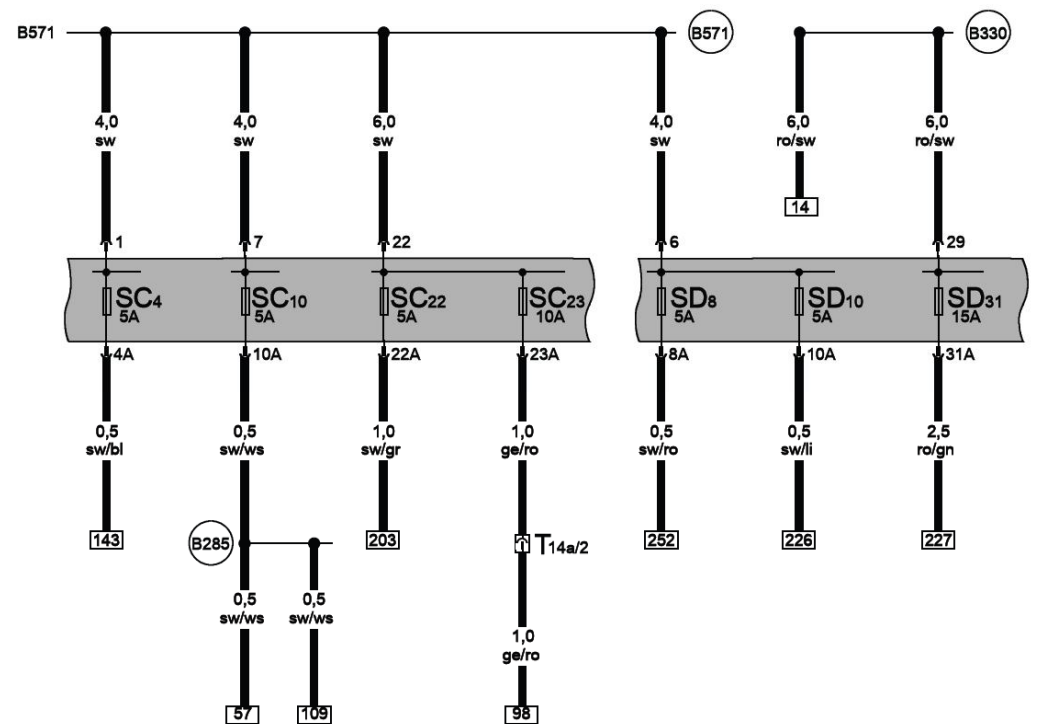 B571 B571 B330
4,0 4,0 6,0 4,0 6,0 6,0
sw sw sw sw ro/sw ro/sw
14
1 7 22 6 29
SC4 SC10 SC22 SC23 SD8 SD10 SD31
5A 5A 5A 10A 5A 5A 15A
4A 10A 22A 23A 8A 10A 31A
0,5 0,5 1,0 1,0 0,5 0,5 2,5
sw/bl sw/ws sw/gr ge/ro sw/ro sw/li ro/gn
143 B285 203 T14a/2 252 226 227
0,5 0,5
sw/ws sw/ws
1,0
ge/ro
57 109 98